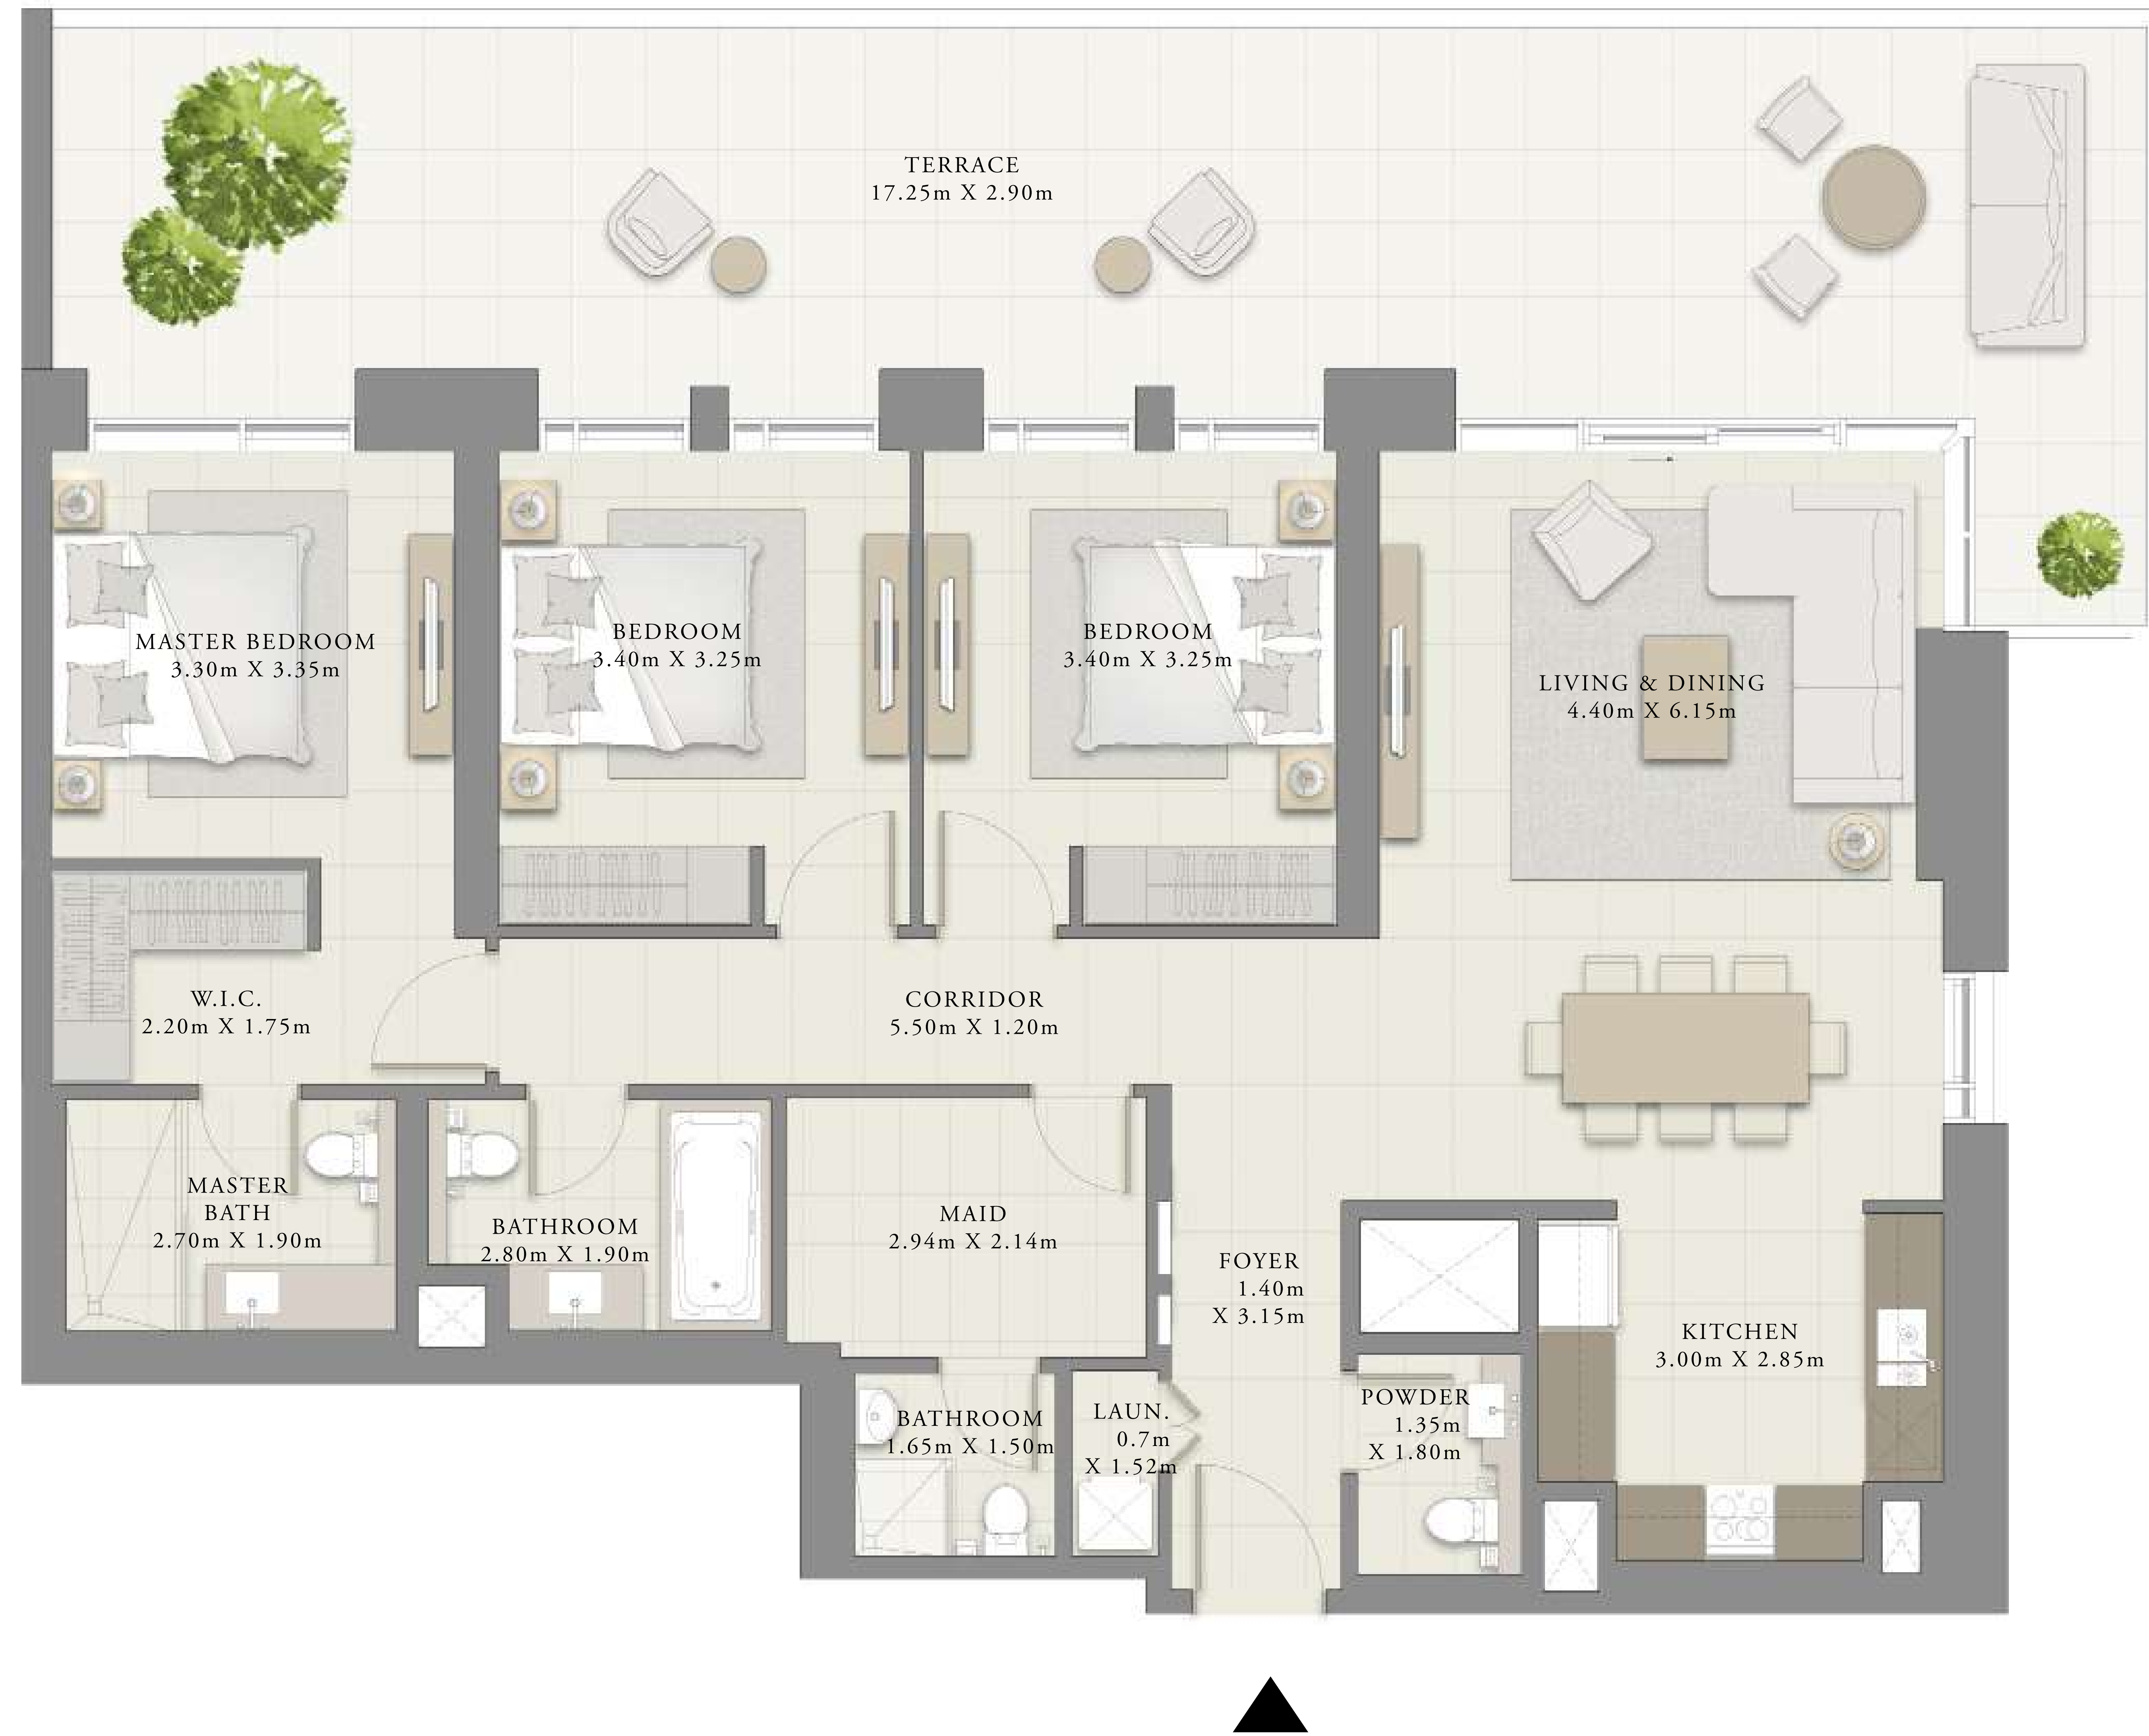 TERRACE
17.25m X 2.90m
MASTER BEDROOM
3.30m X 3.35m
BEDROOM
3.40m X 3.25m
BEDROOM
3.40m X 3.25m
LIVING & DINING
4.40m X 6.15m
W.I.C.
2.20m X 1.75m
CORRIDOR
5.50m X 1.20m
MASTER
BATH
2.70m X 1.90m
BATHROOM
2.80m X 1.90m
MAID
2.94m X 2.14m
FOYER
1.40m
X 3.15m
KITCHEN
3.00m X 2.85m
BATHROOM
1.65m X 1.50m
LAUN.
0.7m
X 1.52m
POWDER
1.35m
X 1.80m